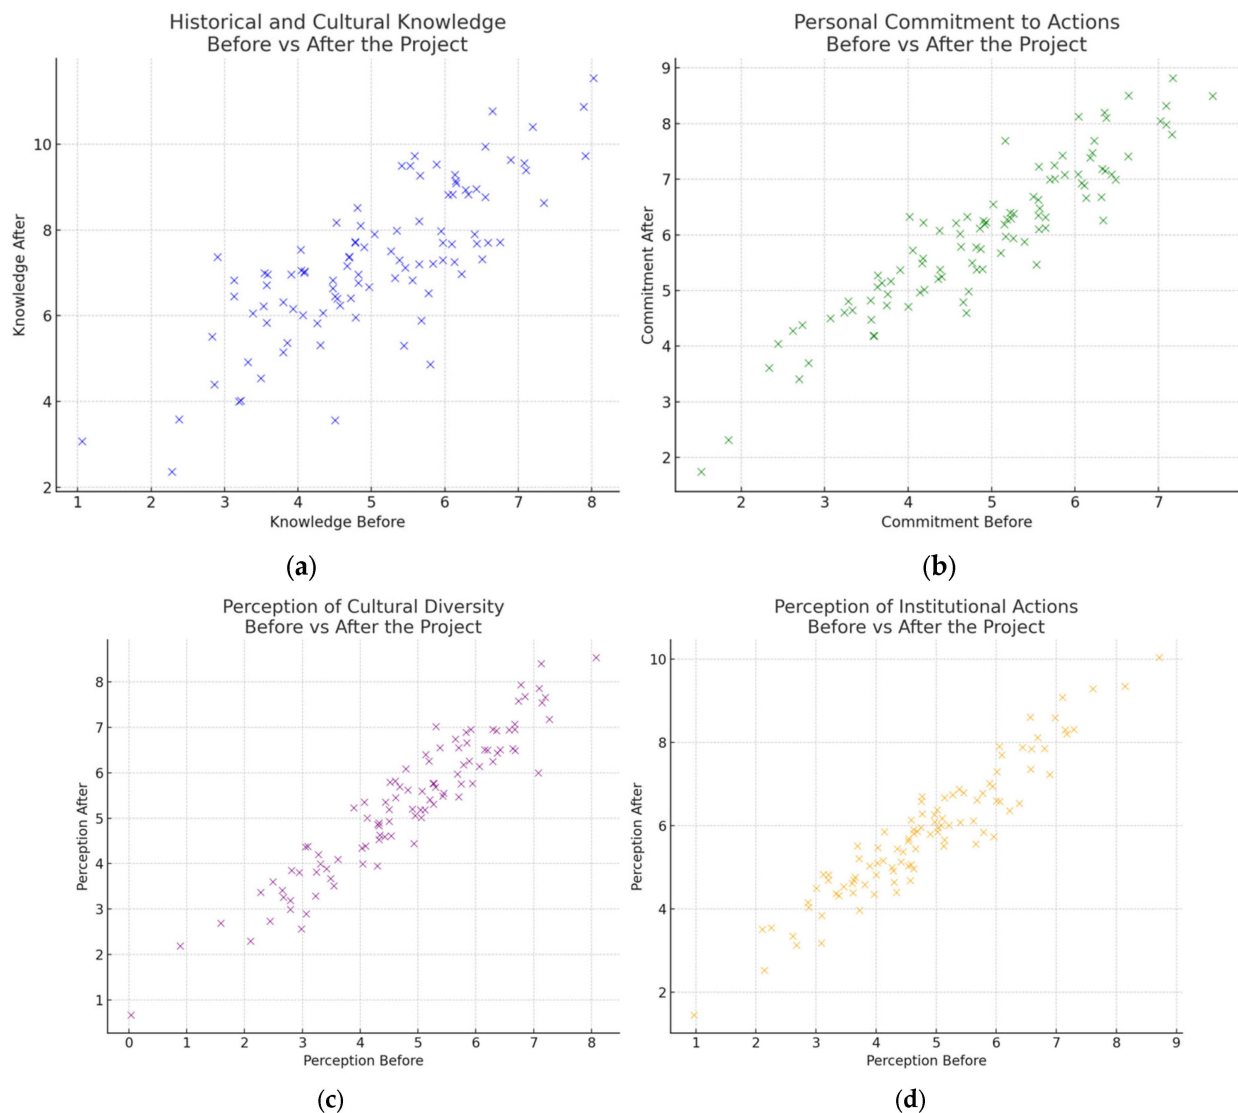 Historical and Cultural Knowledge
Before vs After the Project
Knowledge After
10
8
6
4
2
1 2 3 4 5 6 7 8
Knowledge Before
(a)
Personal Commitment to Actions
Before vs After the Project
Commitment After
9
8
7
6
5
4
3
2
2 3 4 5 6 7
Commitment Before
(b)
Perception of Cultural Diversity
Before vs After the Project
Perception After
8
7
6
5
4
3
2
1
0 1 2 3 4 5 6 7 8
Perception Before
(c)
Perception of Institutional Actions
Before vs After the Project
Perception After
10
8
6
4
2
1 2 3 4 5 6 7 8 9
Perception Before
(d)